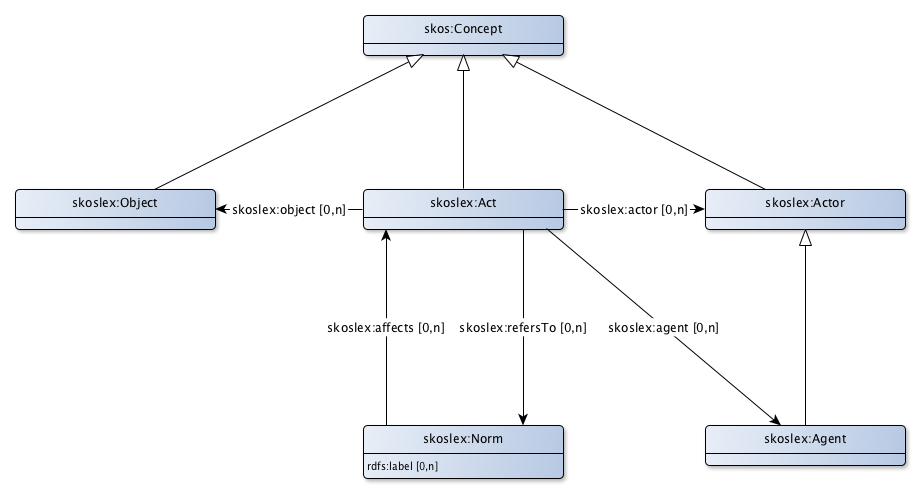 skos:Concept
skoslex:Object
skoslex:object [0,n]
skoslex:Act
skoslex:actor [0,n]
skoslex:Actor
skoslex:affects [0,n]
skoslex:refersTo [0,n]
skoslex:agent [0,n]
skoslex:Norm
rdfs:label [0,n]
skoslex:Agent